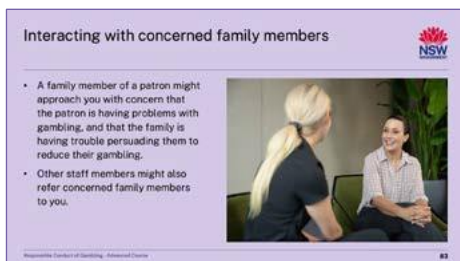 Interacting with concerned family members
NSW
GOVERNMENT
• A family member of a patron might
approach you with concern that
the patron is having problems with
gambling, and that the family is
having trouble persuading them to
reduce their gambling.
• Other staff members might also
refer concerned family members
to you.
Responsible Conduct of Gambling - Advanced Course
83